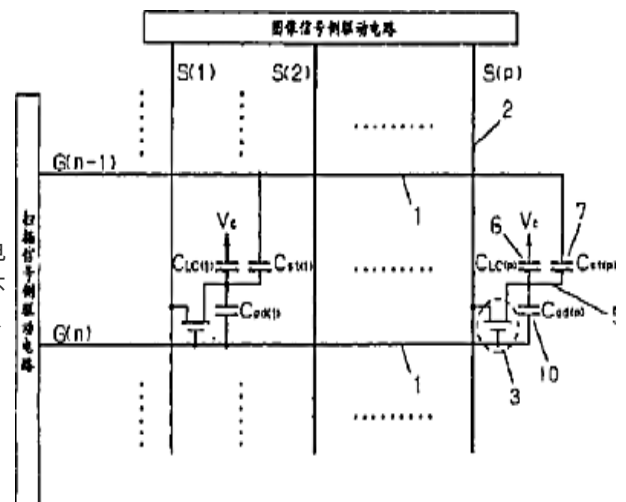 图像信号侧驱动电路
S(1) S(2) S(p)
2
G(n-1)
1
7
6
Vc Vc
CLC(1) Cst(1) CLC(p) Cst(p)
Cgd(1) Cgd(p)
5
G(n)
1
3
10
扫描信号侧驱动电路